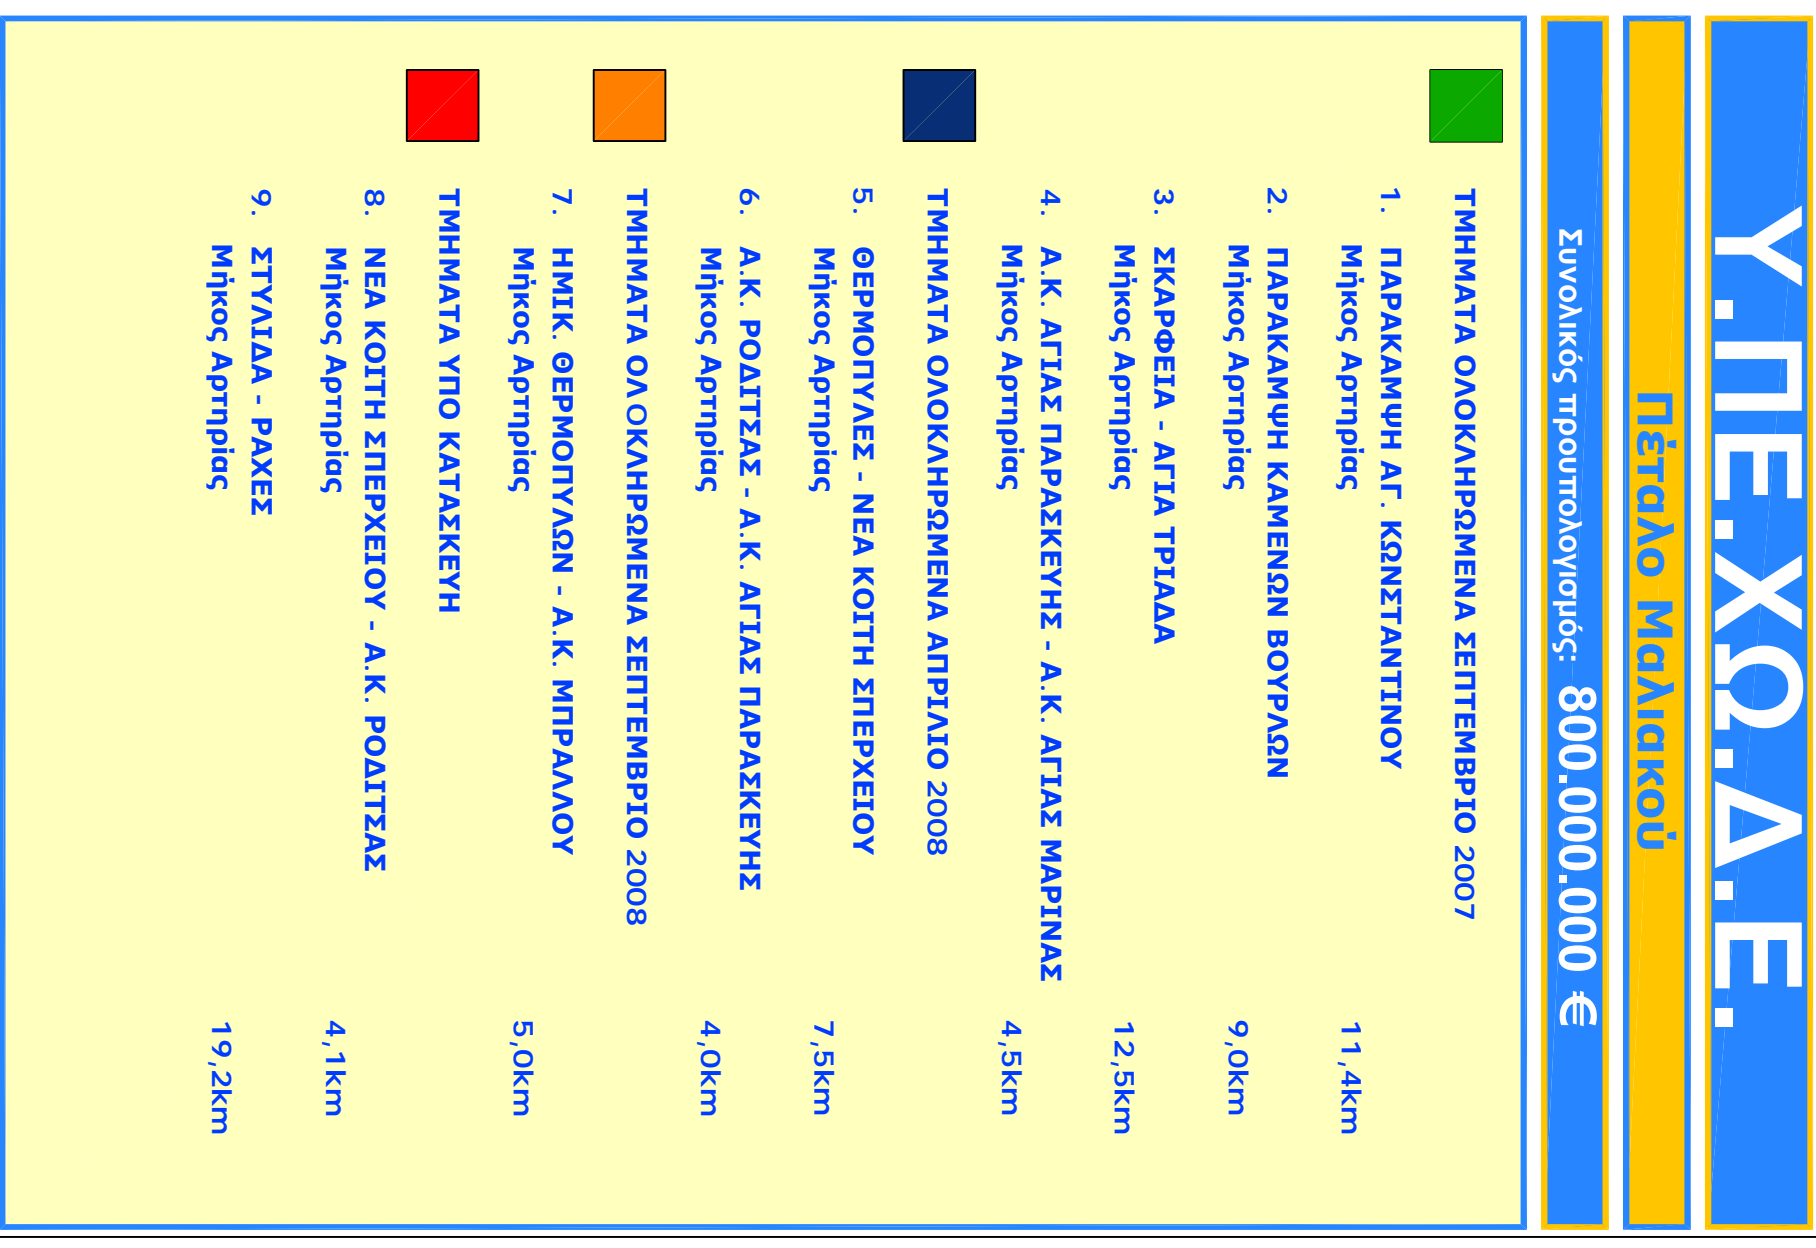 Υ.ΠΕ.ΧΩ.Δ.Ε.
Πέταλο Μαλιακού
Συνολικός προυπολογισμός: 800.000.000 €
ΤΜΗΜΑΤΑ ΟΛΟΚΛΗΡΩΜΕΝΑ ΣΕΠΤΕΜΒΡΙΟ 2007
1. ΠΑΡΑΚΑΜΨΗ ΑΓ. ΚΩΝΣΤΑΝΤΙΝΟΥ
Μήκος Αρτηρίας 11,4km
2. ΠΑΡΑΚΑΜΨΗ ΚΑΜΕΝΩΝ ΒΟΥΡΛΩΝ
Μήκος Αρτηρίας 9,0km
3. ΣΚΑΡΦΕΙΑ - ΑΓΙΑ ΤΡΙΑΔΑ
Μήκος Αρτηρίας 12,5km
4. Α.Κ. ΑΓΙΑΣ ΠΑΡΑΣΚΕΥΗΣ - Α.Κ. ΑΓΙΑΣ ΜΑΡΙΝΑΣ
Μήκος Αρτηρίας 4,5km
ΤΜΗΜΑΤΑ ΟΛΟΚΛΗΡΩΜΕΝΑ ΑΠΡΙΛΙΟ 2008
5. ΘΕΡΜΟΠΥΛΕΣ - ΝΕΑ ΚΟΙΤΗ ΣΠΕΡΧΕΙΟΥ
Μήκος Αρτηρίας 7,5km
6. Α.Κ. ΡΟΔΙΤΣΑΣ - Α.Κ. ΑΓΙΑΣ ΠΑΡΑΣΚΕΥΗΣ
Μήκος Αρτηρίας 4,0km
ΤΜΗΜΑΤΑ ΟΛΟΚΛΗΡΩΜΕΝΑ ΣΕΠΤΕΜΒΡΙΟ 2008
7. ΗΜΙΚ. ΘΕΡΜΟΠΥΛΩΝ - Α.Κ. ΜΠΡΑΛΛΟΥ
Μήκος Αρτηρίας 5,0km
ΤΜΗΜΑΤΑ ΥΠΟ ΚΑΤΑΣΚΕΥΗ
8. ΝΕΑ ΚΟΙΤΗ ΣΠΕΡΧΕΙΟΥ - Α.Κ. ΡΟΔΙΤΣΑΣ
Μήκος Αρτηρίας 4,1km
9. ΣΤΥΛΙΔΑ - ΡΑΧΕΣ
Μήκος Αρτηρίας 19,2km